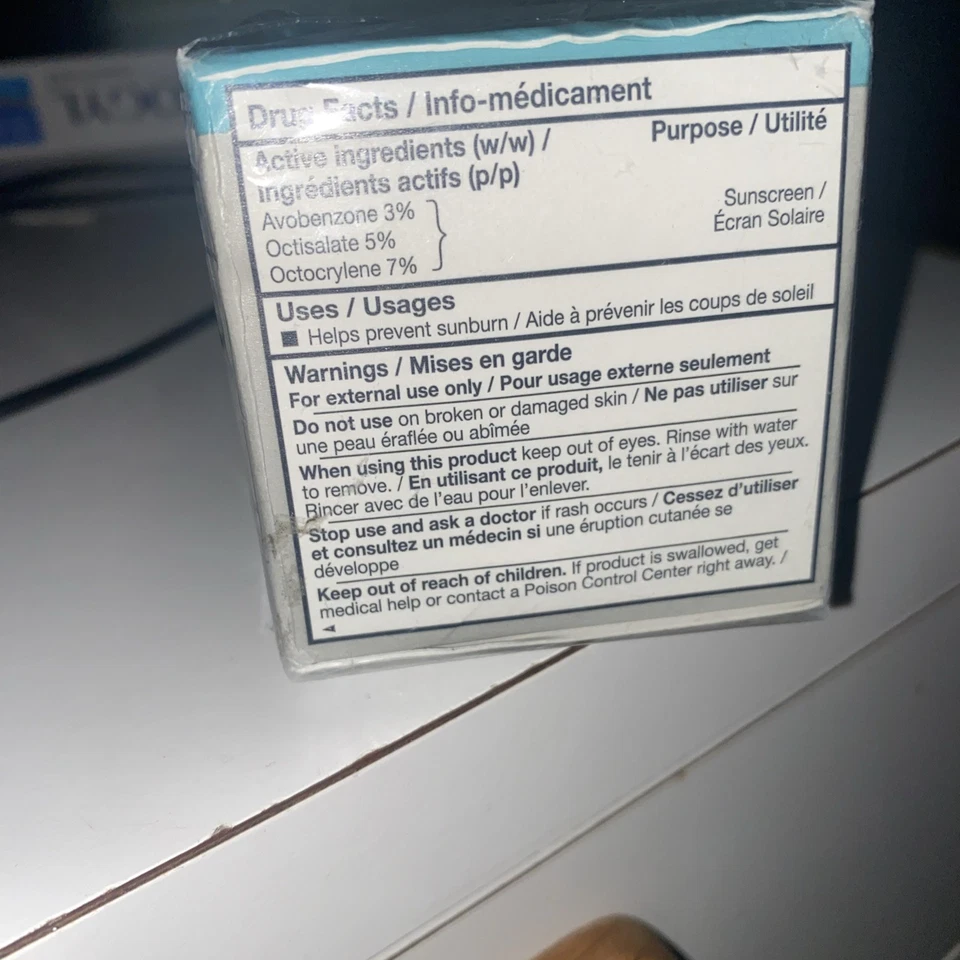 Drug Facts / Info-médicament
Active ingredients (w/w) /
ingrédients actifs (p/p)
Purpose / Utilité
Avobenzone 3%
Octisalate 5%
Octocrylene 7%
Sunscreen /
Écran Solaire
Uses / Usages
■ Helps prevent sunburn / Aide à prévenir les coups de soleil
Warnings / Mises en garde
For external use only / Pour usage externe seulement
Do not use on broken or damaged skin / Ne pas utiliser sur
une peau éraflée ou abîmée
When using this product keep out of eyes. Rinse with water
to remove. / En utilisant ce produit, le tenir à l'écart des yeux.
Rincer avec de l'eau pour l'enlever.
Stop use and ask a doctor if rash occurs / Cessez d'utiliser
et consultez un médecin si une éruption cutanée se
développe
Keep out of reach of children. If product is swallowed, get
medical help or contact a Poison Control Center right away. /